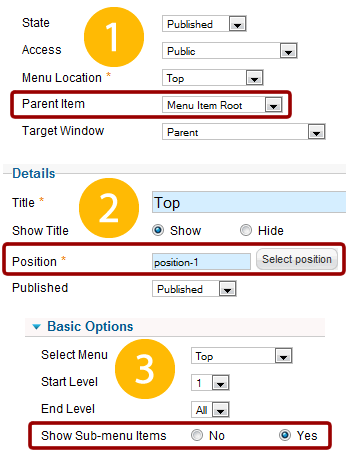 State Published
1
Access Public
Menu Location * Top
Parent Item Menu Item Root
Target Window Parent
Details
2
Title * Top
Show Title Show Hide
Position * position-1 Select position
Published Published
Basic Options
3
Select Menu Top
Start Level 1
End Level All
Show Sub-menu Items No Yes